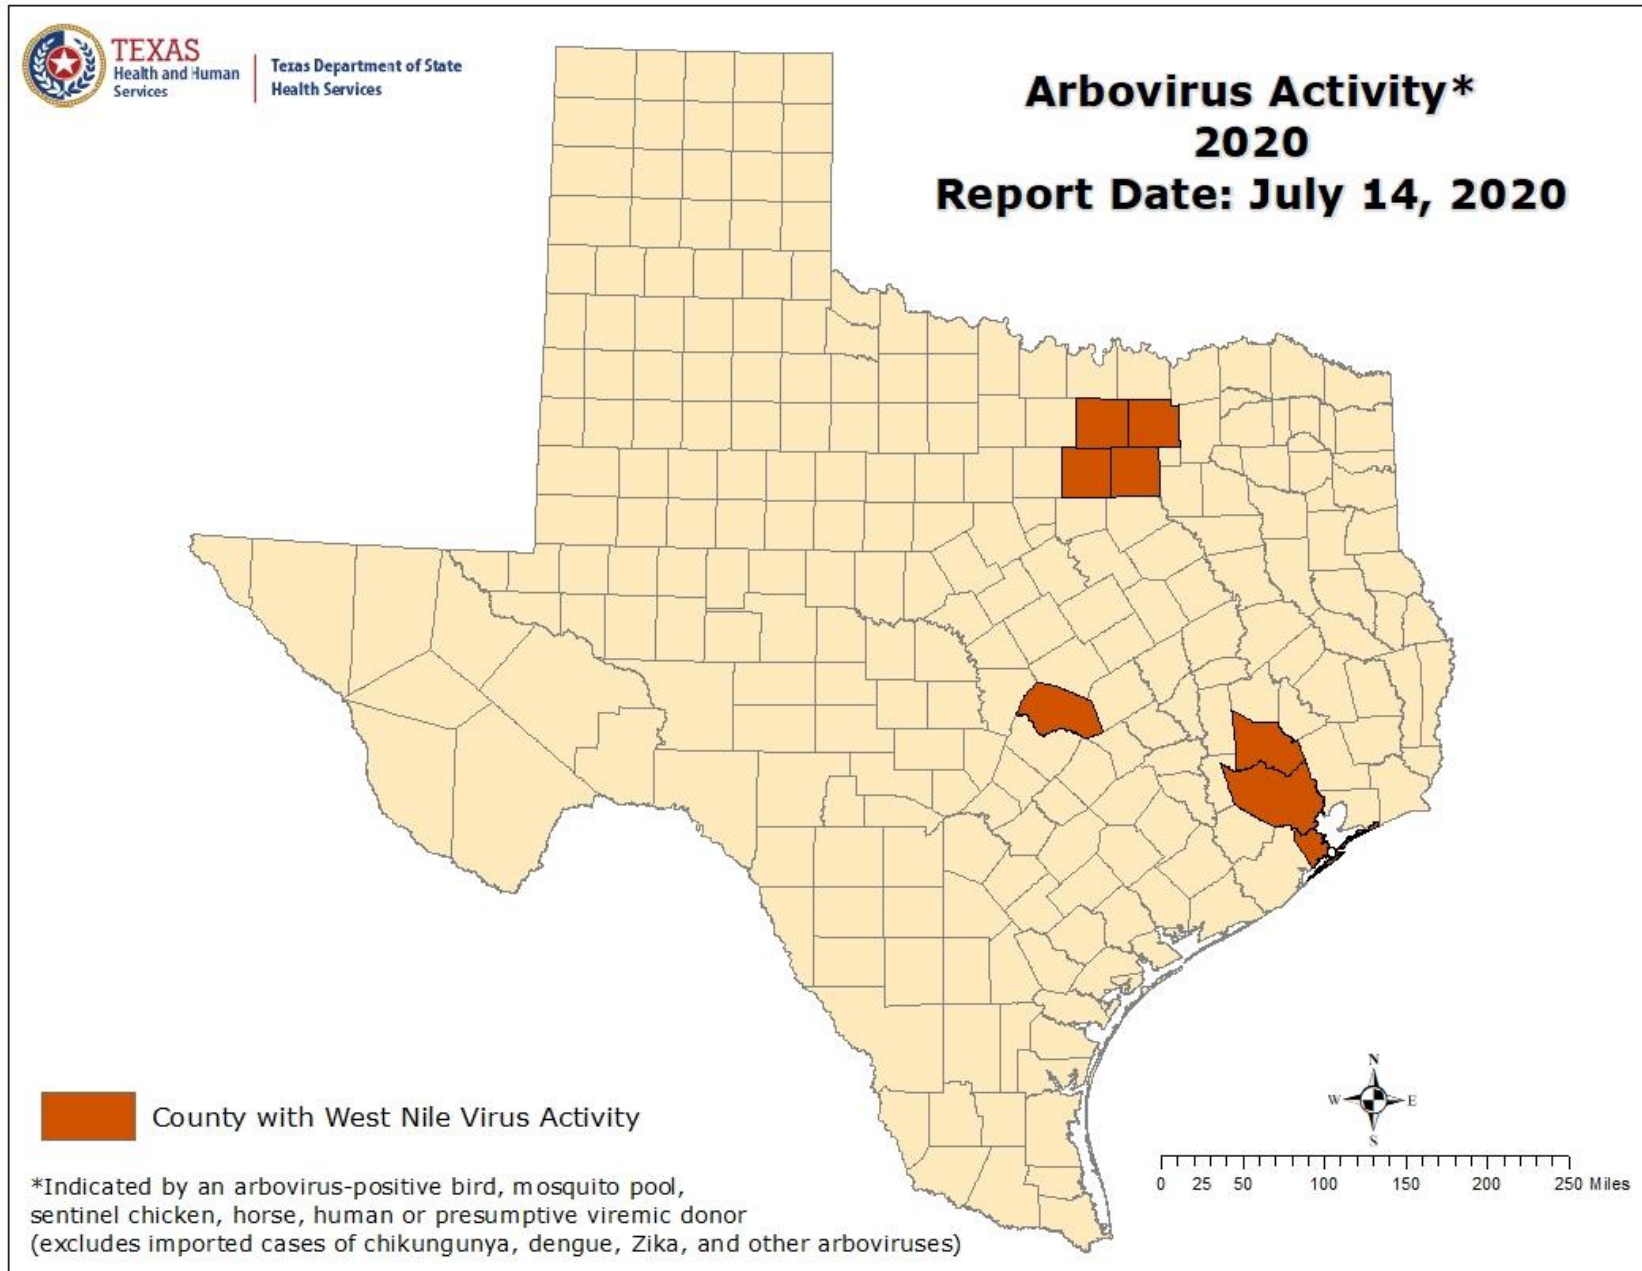 TEXAS
Health and Human
Services
Texas Department of State
Health Services
Arbovirus Activity*
2020
Report Date: July 14, 2020
County with West Nile Virus Activity
*Indicated by an arbovirus-positive bird, mosquito pool,
sentinel chicken, horse, human or presumptive viremic donor
(excludes imported cases of chikungunya, dengue, Zika, and other arboviruses)
N
W E
S
0 25 50 100 150 200 250 Miles